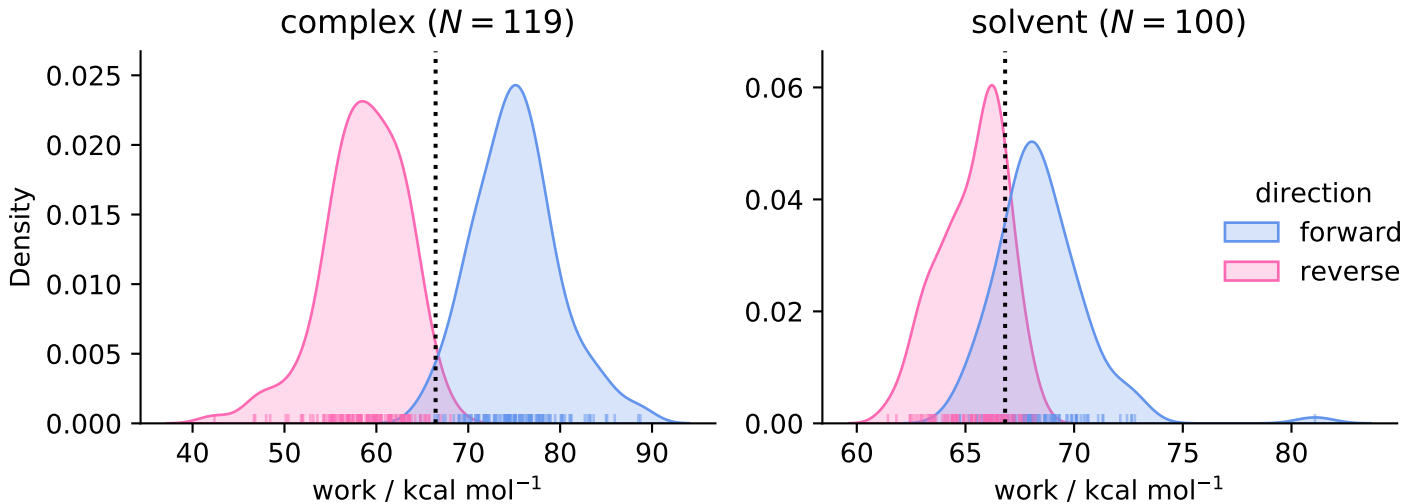 complex (N = 119)
Density
0.025
0.020
0.015
0.010
0.005
0.000
40 50 60 70 80 90
work / kcal mol⁻¹
solvent (N = 100)
0.06
0.04
0.02
0.00
60 65 70 75 80
work / kcal mol⁻¹
direction
forward
reverse